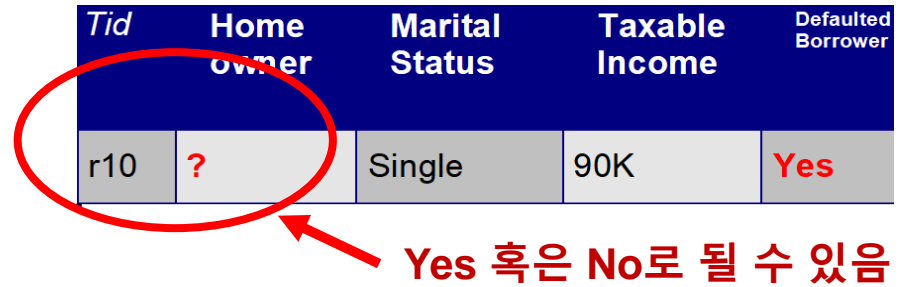 Tid Home owner Marital Status Taxable Income Defaulted Borrower
r10 ? Single 90K Yes
Yes 혹은 No로 될 수 있음